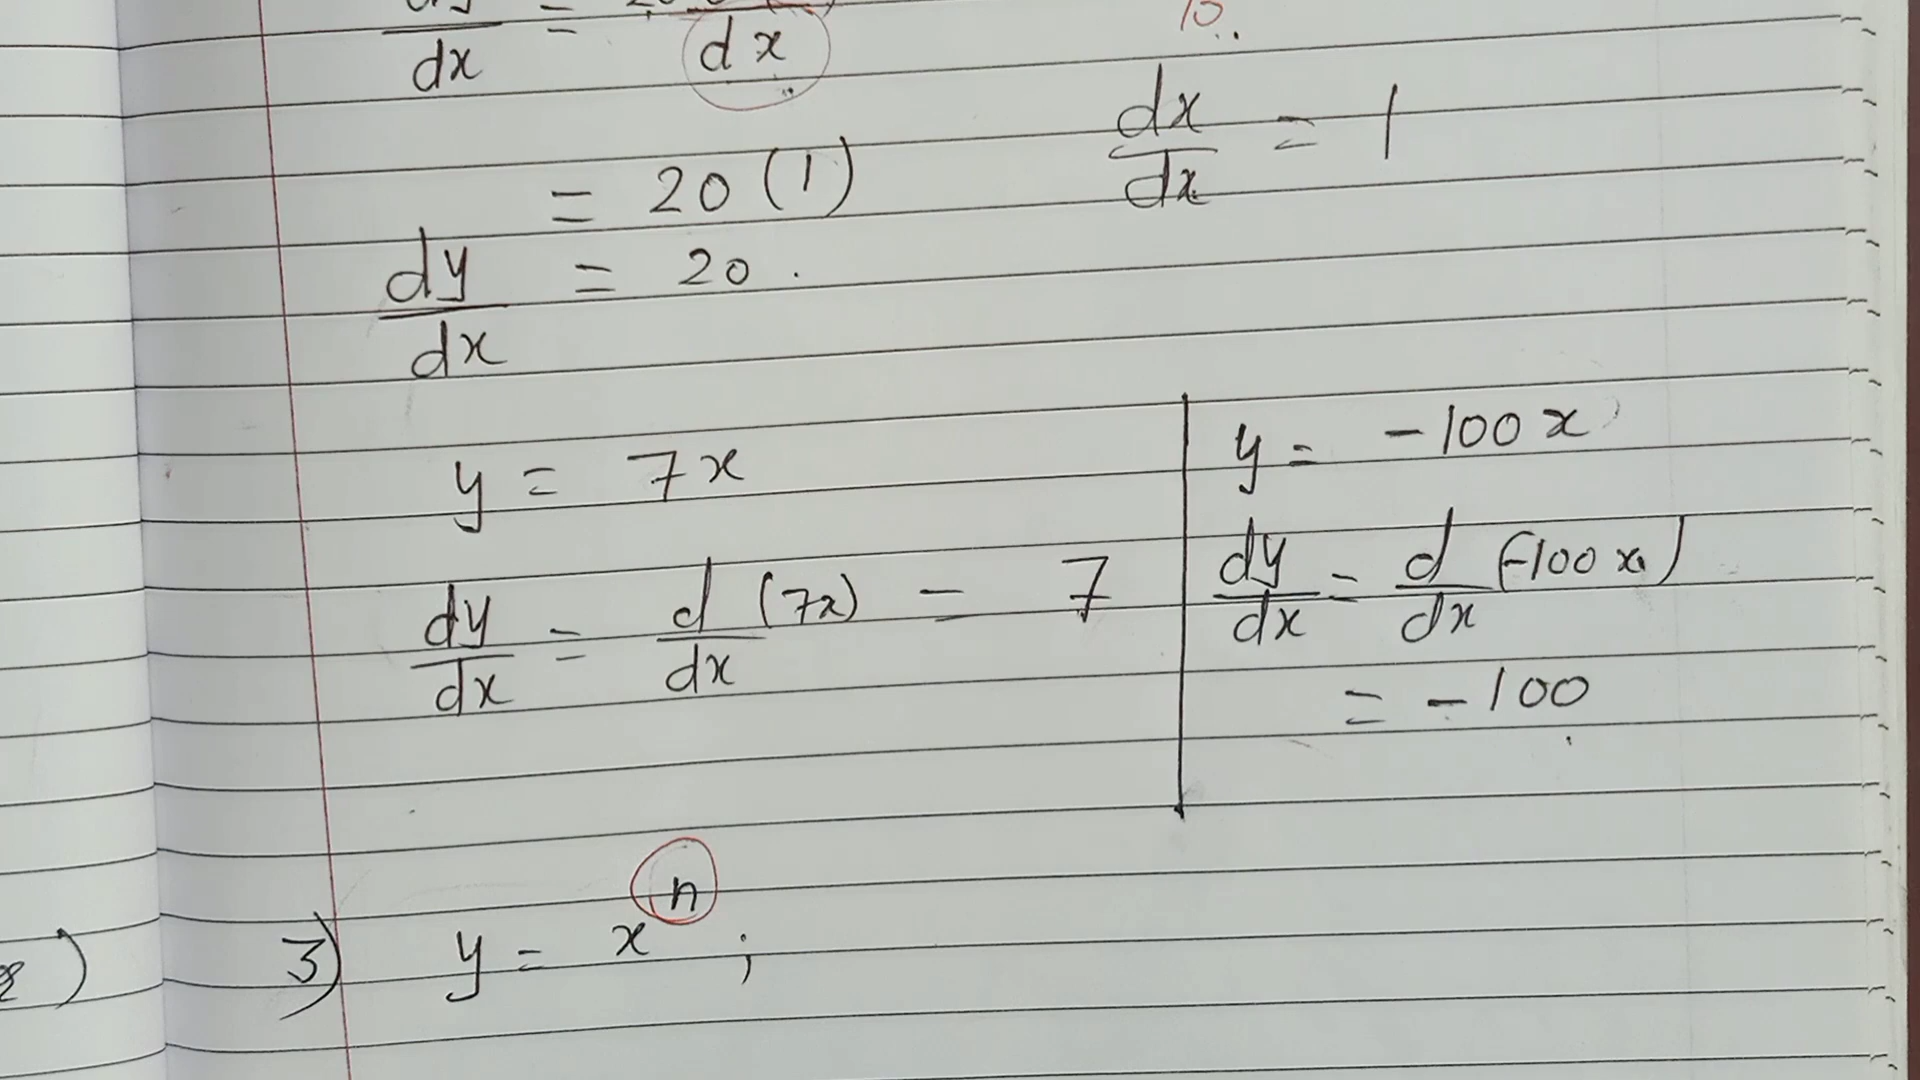 dx = dx
10
= 20 (1)
dx/dx = 1
dy/dx = 20 .
y = 7x
dy/dx = d/dx (7x) = 7
y = -100x
dy/dx = d/dx (-100x)
= -100
)
3) y = x^n ;